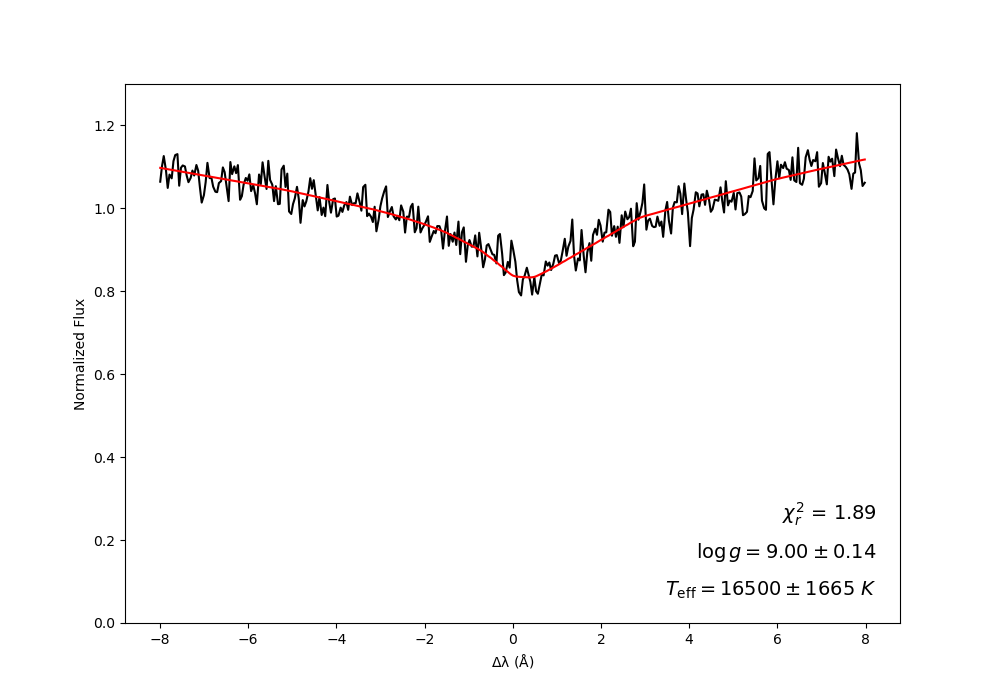 1.2
1.0
0.8
0.6
0.4
0.2
0.0
Normalized Flux
χ²ᵣ = 1.89
log g = 9.00 ± 0.14
T_eff = 16500 ± 1665 K
−8 −6 −4 −2 0 2 4 6 8
Δλ (Å)